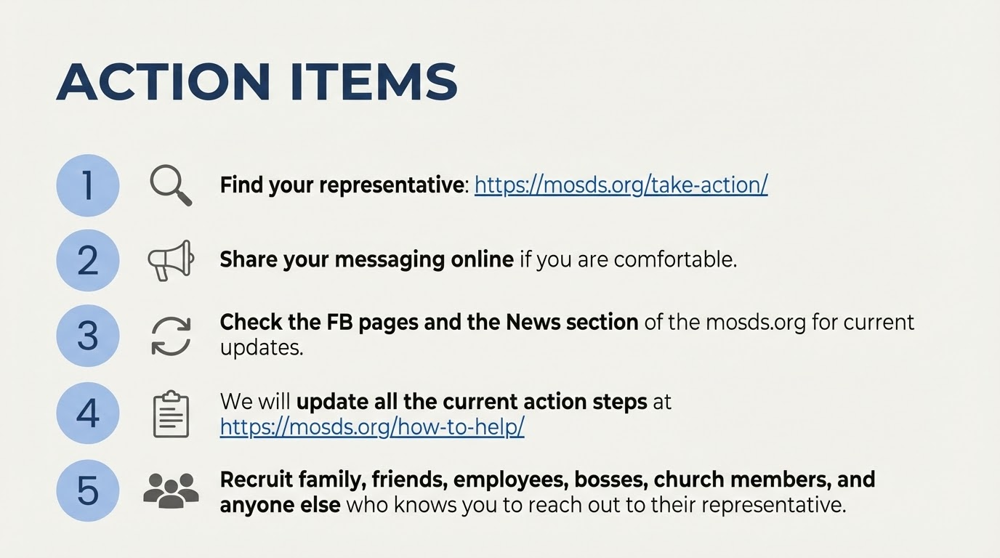 ACTION ITEMS
1
Find your representative: https://mosds.org/take-action/
2
Share your messaging online if you are comfortable.
3
Check the FB pages and the News section of the mosds.org for current
updates.
4
We will update all the current action steps at
https://mosds.org/how-to-help/
5
Recruit family, friends, employees, bosses, church members, and
anyone else who knows you to reach out to their representative.